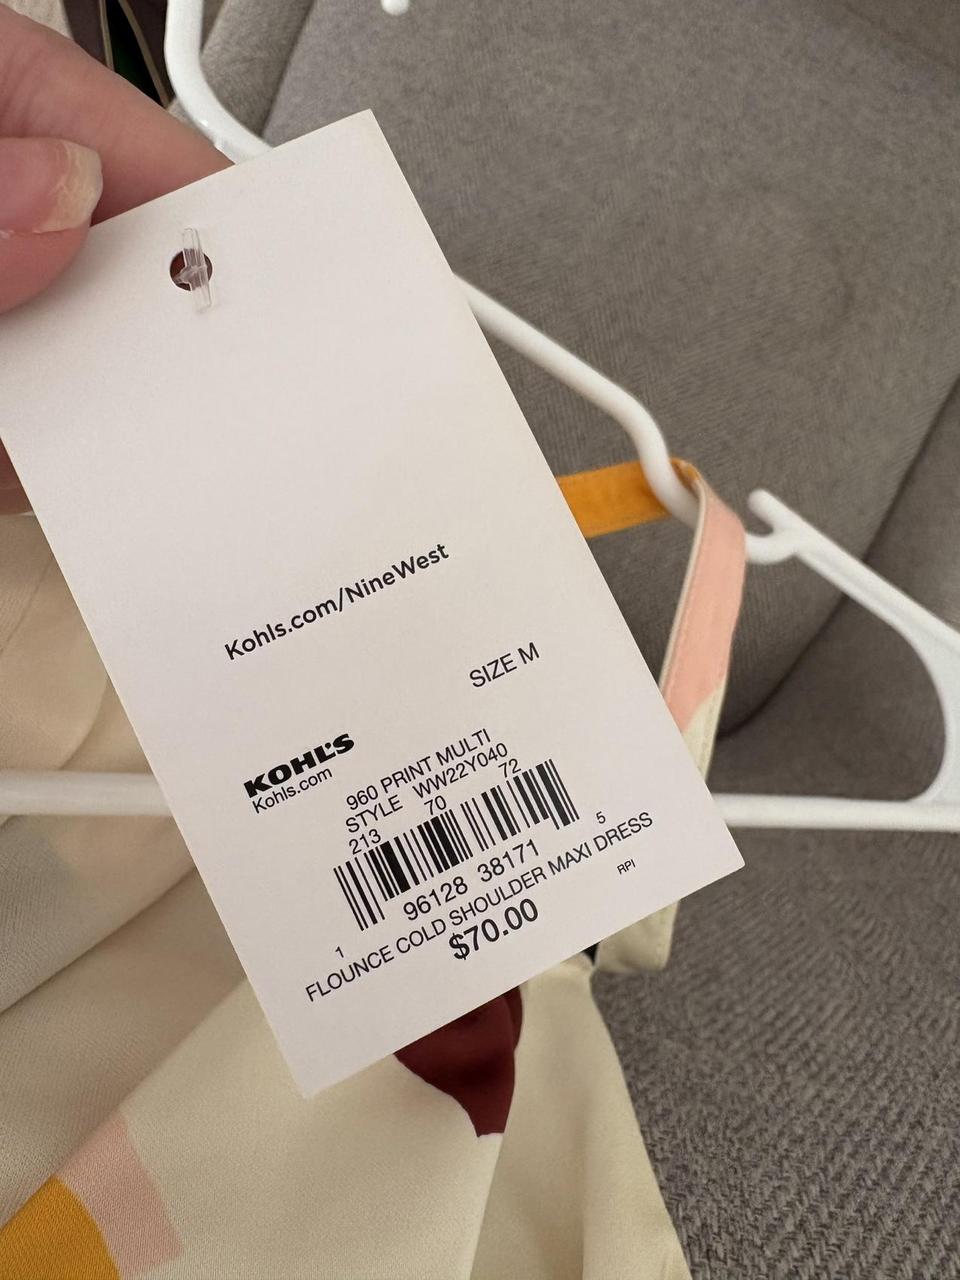 Kohls.com/NineWest
SIZE M
KOHL'S
Kohls.com
960 PRINT MULTI
STYLE WW22Y040
213 70 72
1 96128 38171 5
FLOUNCE COLD SHOULDER MAXI DRESS
RPI
$70.00